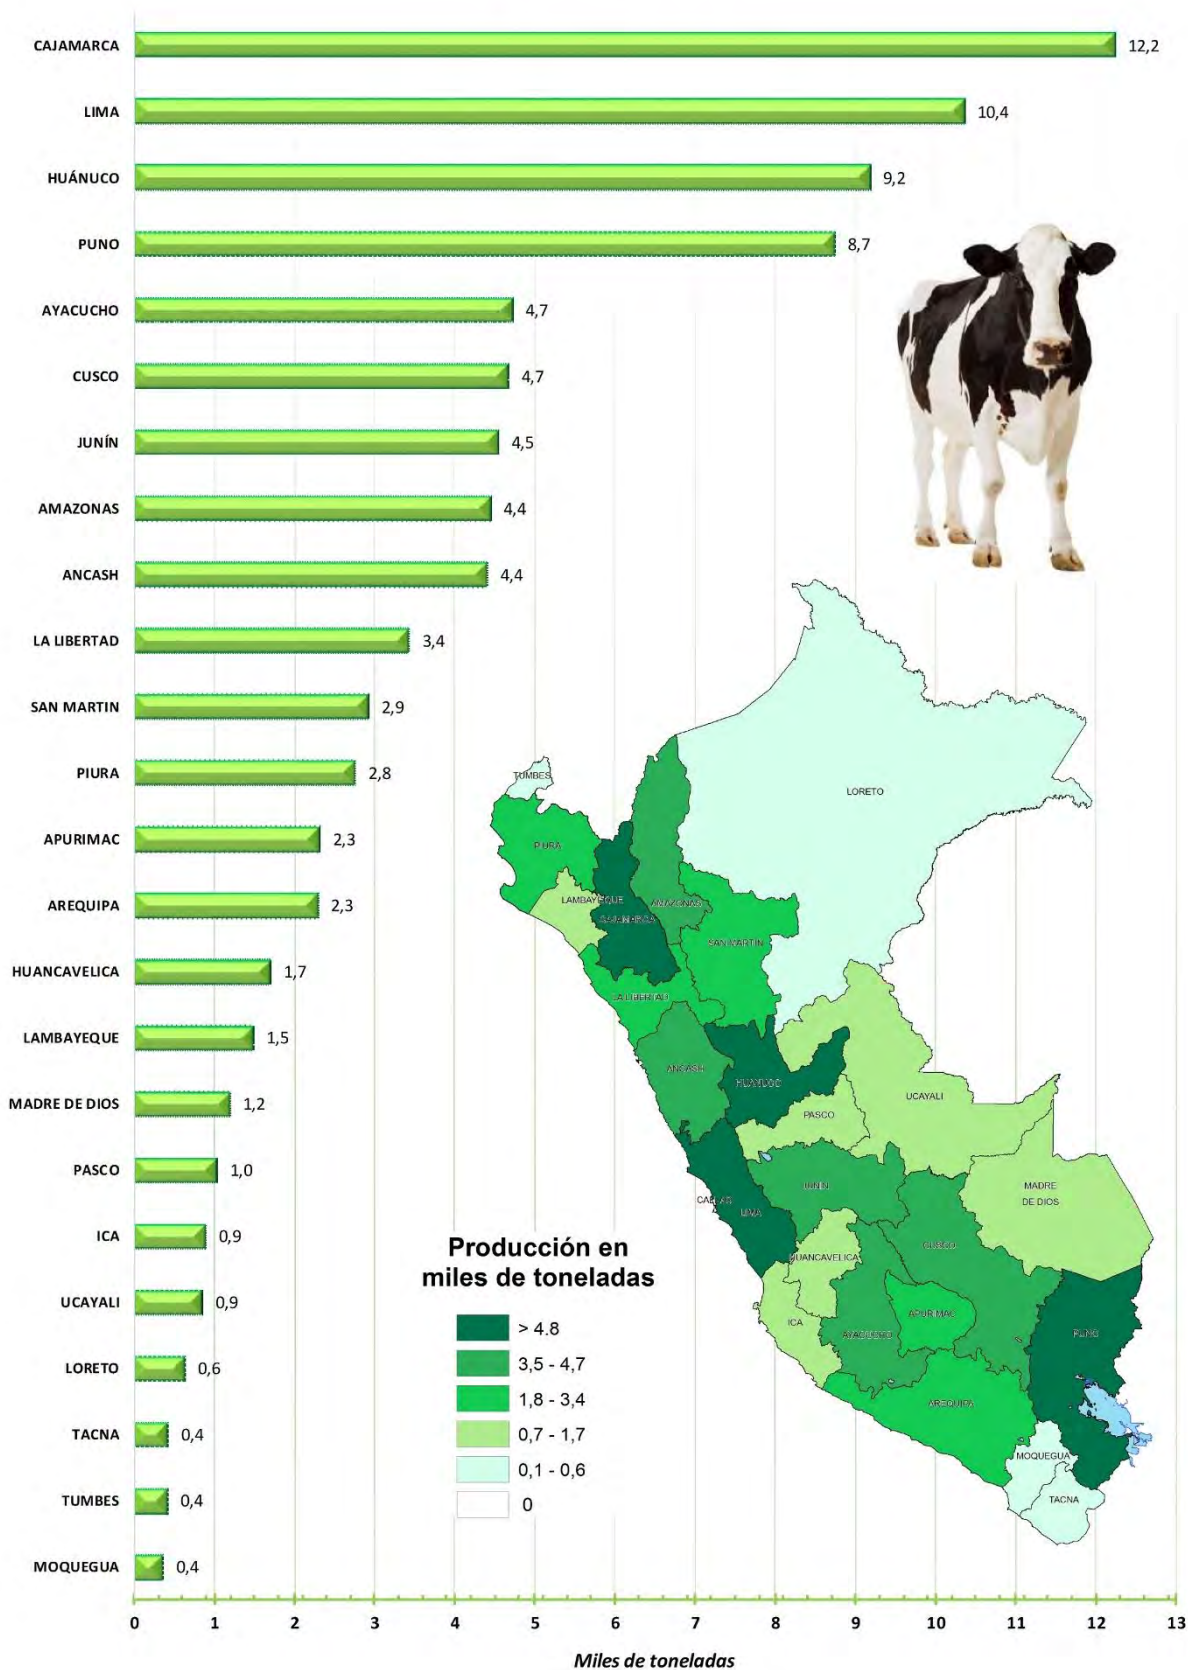 CAJAMARCA 12,2
LIMA 10,4
HUÁNUCO 9,2
PUNO 8,7
AYACUCHO 4,7
CUSCO 4,7
JUNÍN 4,5
AMAZONAS 4,4
ANCASH 4,4
LA LIBERTAD 3,4
SAN MARTIN 2,9
PIURA 2,8
APURIMAC 2,3
AREQUIPA 2,3
HUANCAVELICA 1,7
LAMBAYEQUE 1,5
MADRE DE DIOS 1,2
PASCO 1,0
ICA 0,9
UCAYALI 0,9
LORETO 0,6
TACNA 0,4
TUMBES 0,4
MOQUEGUA 0,4
0 1 2 3 4 5 6 7 8 9 10 11 12 13
Miles de toneladas
TUMBES
LORETO
PIURA
LAMBAYEQUE
CAJAMARCA
AMAZONAS
SAN MARTIN
LA LIBERTAD
ANCASH
HUANUCO
UCAYALI
PASCO
JUNIN
MADRE
DE DIOS
CALLAO
LIMA
CUSCO
HUANCAVELICA
ICA
AYACUCHO
APURIMAC
PUNO
AREQUIPA
MOQUEGUA
TACNA
Producción en
miles de toneladas
> 4.8
3,5 - 4,7
1,8 - 3,4
0,7 - 1,7
0,1 - 0,6
0